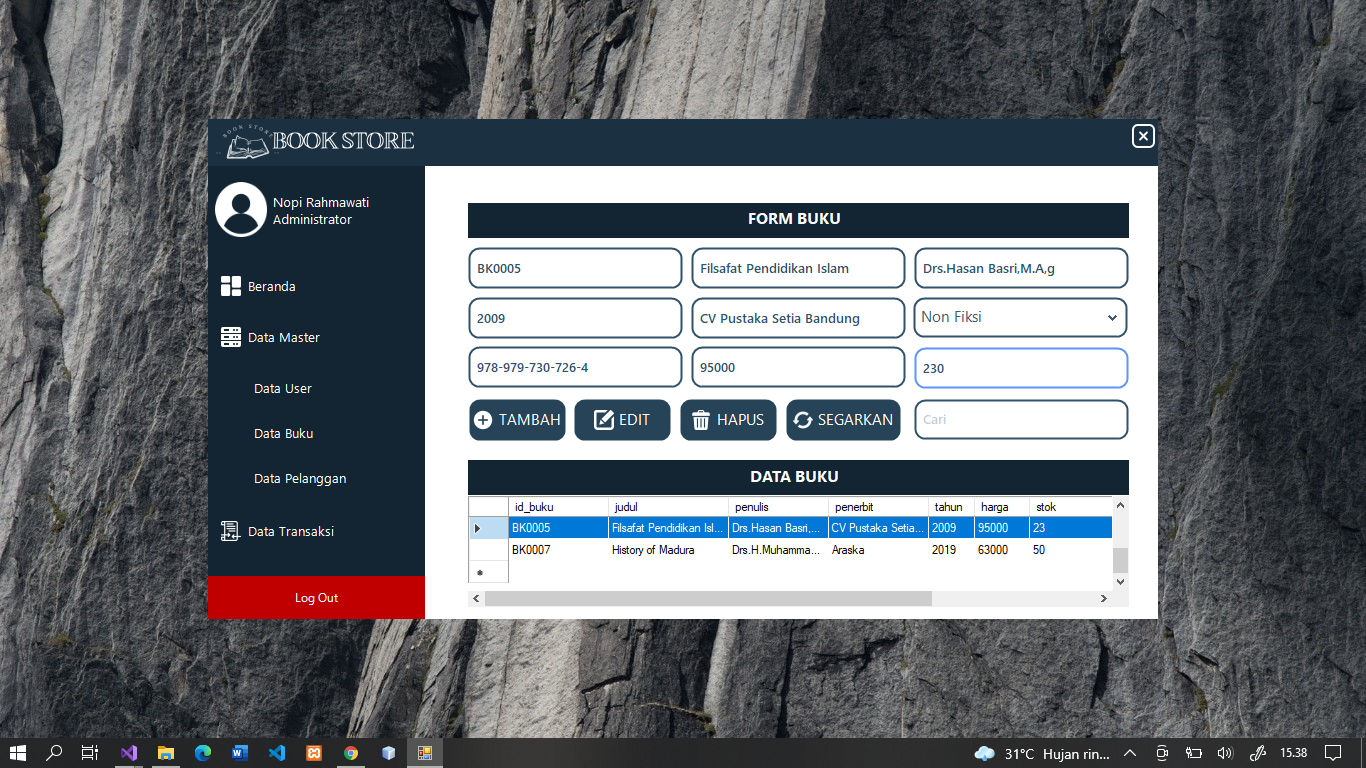 BOOK STORE
BOOK STORE
Nopi Rahmawati
Administrator
Beranda
Data Master
Data User
Data Buku
Data Pelanggan
Data Transaksi
Log Out
FORM BUKU
BK0005 Filsafat Pendidikan Islam Drs.Hasan Basri,M.A,g
2009 CV Pustaka Setia Bandung Non Fiksi
978-979-730-726-4 95000 230
TAMBAH EDIT HAPUS SEGARKAN Cari
DATA BUKU
id_buku judul penulis penerbit tahun harga stok
BK0005 Filsafat Pendidikan Isl... Drs.Hasan Basri,... CV Pustaka Setia... 2009 95000 23
BK0007 History of Madura Drs.H.Muhamma... Araska 2019 63000 50
31°C Hujan rin... 15.38